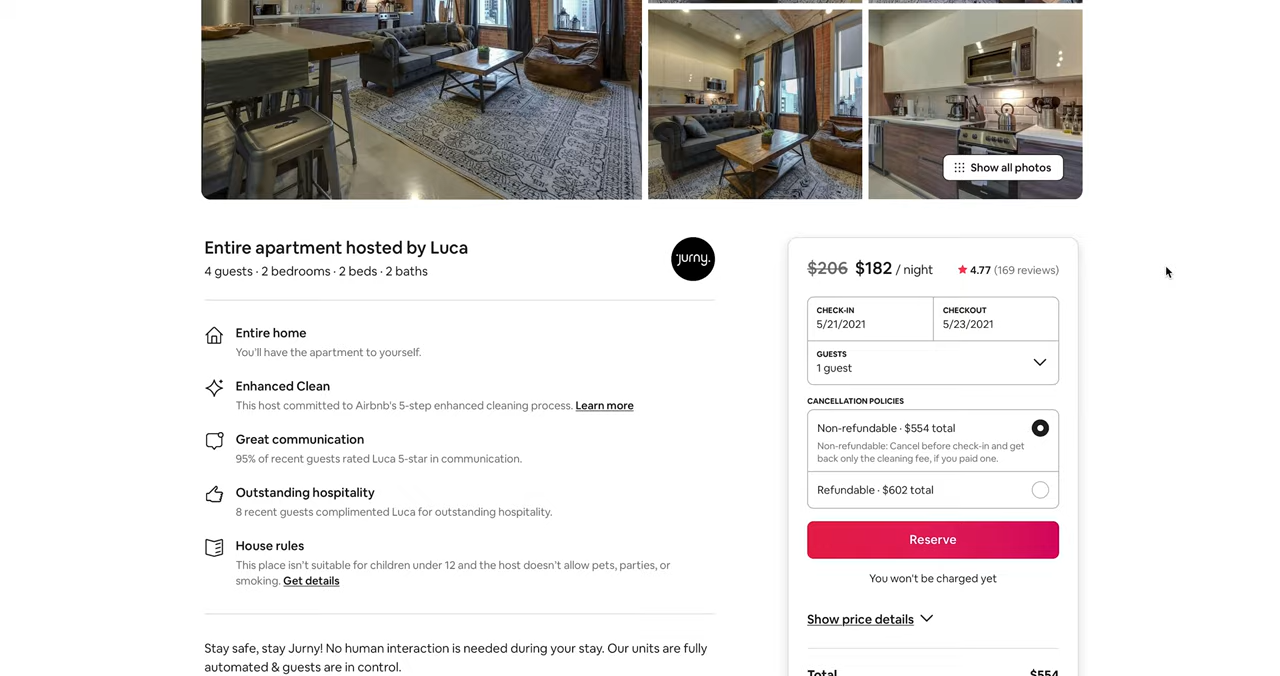 Show all photos
Entire apartment hosted by Luca
4 guests · 2 bedrooms · 2 beds · 2 baths
jurny.
Entire home
You'll have the apartment to yourself.
Enhanced Clean
This host committed to Airbnb's 5-step enhanced cleaning process. Learn more
Great communication
95% of recent guests rated Luca 5-star in communication.
Outstanding hospitality
8 recent guests complimented Luca for outstanding hospitality.
House rules
This place isn't suitable for children under 12 and the host doesn't allow pets, parties, or
smoking. Get details
Stay safe, stay Jurny! No human interaction is needed during your stay. Our units are fully
automated & guests are in control.
$206 $182 / night 4.77 (169 reviews)
CHECK-IN
5/21/2021
CHECKOUT
5/23/2021
GUESTS
1 guest
CANCELLATION POLICIES
Non-refundable · $554 total
Non-refundable: Cancel before check-in and get
back only the cleaning fee, if you paid one.
Refundable · $602 total
Reserve
You won't be charged yet
Show price details
Total $554